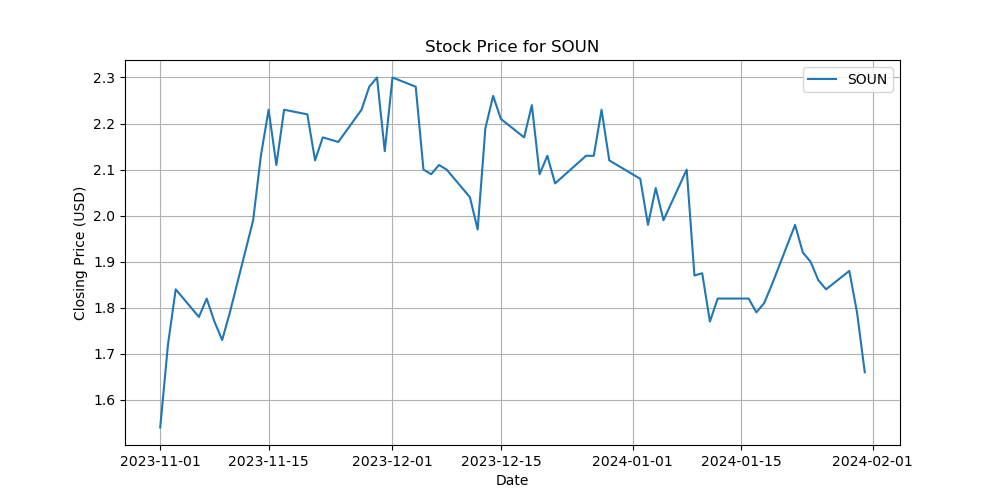 Stock Price for SOUN
SOUN
2.3
2.2
2.1
2.0
1.9
1.8
1.7
1.6
Closing Price (USD)
2023-11-01 2023-11-15 2023-12-01 2023-12-15 2024-01-01 2024-01-15 2024-02-01
Date